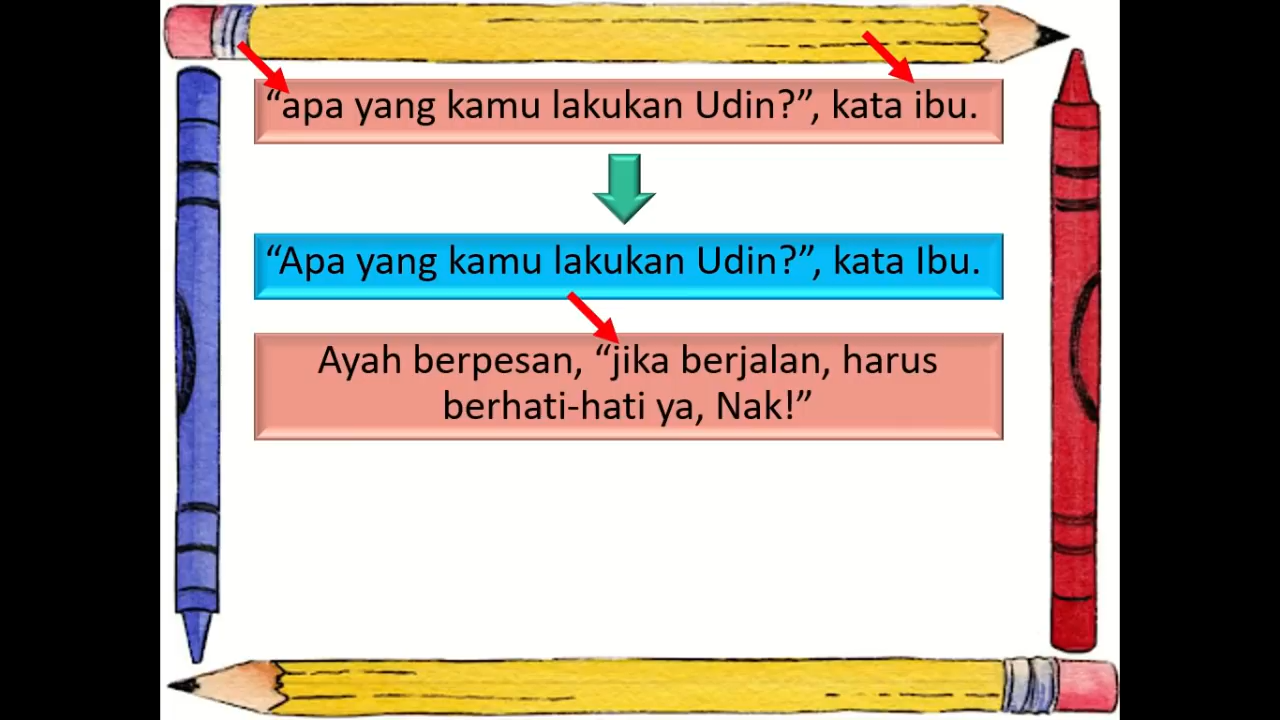 “apa yang kamu lakukan Udin?”, kata ibu.
“Apa yang kamu lakukan Udin?”, kata Ibu.
Ayah berpesan, “jika berjalan, harus
berhati-hati ya, Nak!”